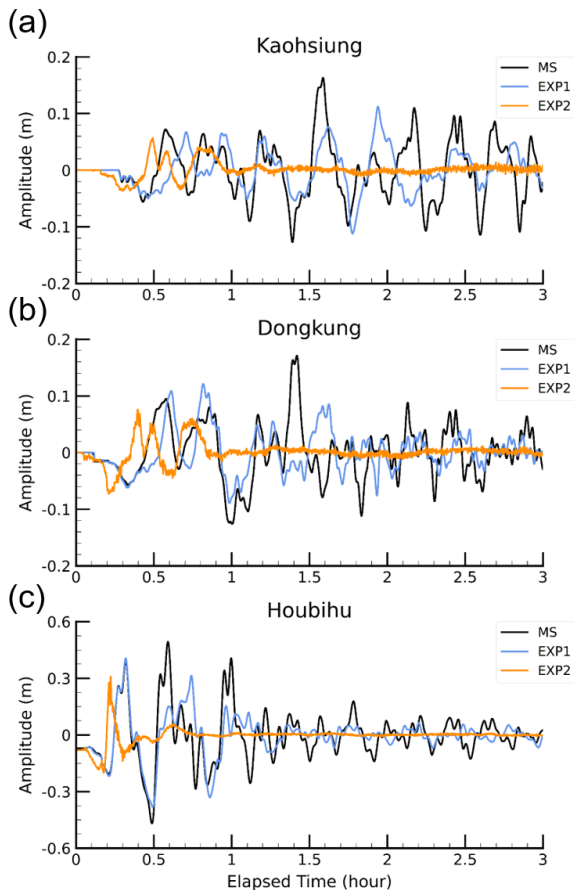 (a)
Kaohsiung
0.2
0.1
0
-0.1
-0.2
Amplitude (m)
MS
EXP1
EXP2
0.5
1
1.5
2
2.5
3
(b)
Dongkung
0.2
0.1
0
-0.1
-0.2
Amplitude (m)
MS
EXP1
EXP2
0.5
1
1.5
2
2.5
3
(c)
Houbihu
0.6
0.3
0
-0.3
-0.6
Amplitude (m)
MS
EXP1
EXP2
0
0.5
1
1.5
2
2.5
3
Elapsed Time (hour)